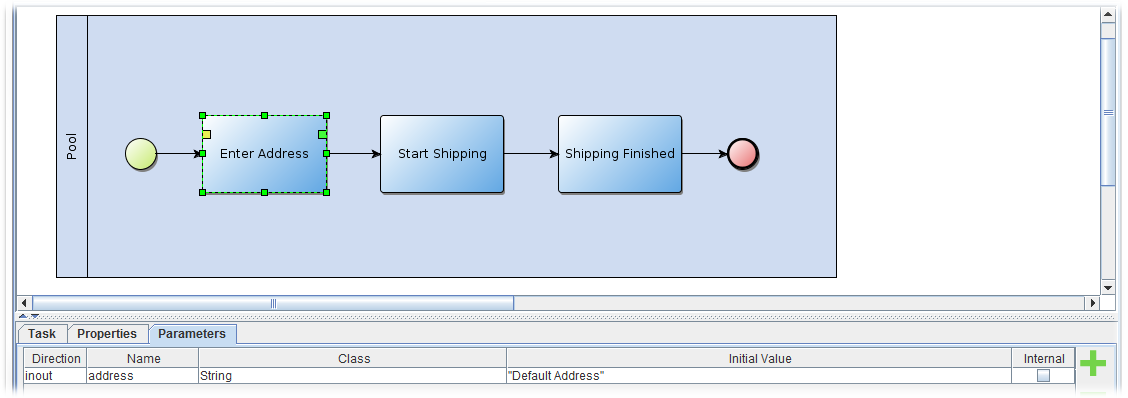 Pool
Enter Address
Start Shipping
Shipping Finished
Task Properties Parameters
Direction Name Class Initial Value Internal
inout address String "Default Address"